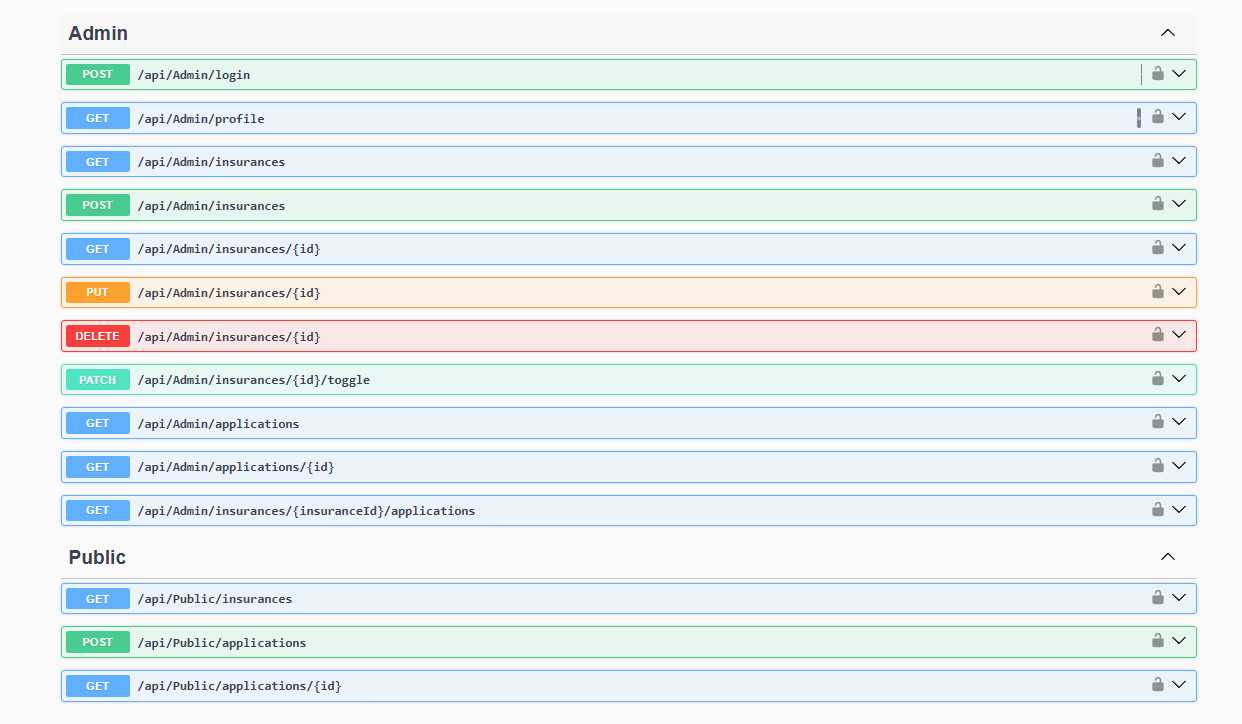 Admin
POST /api/Admin/login
GET /api/Admin/profile
GET /api/Admin/insurances
POST /api/Admin/insurances
GET /api/Admin/insurances/{id}
PUT /api/Admin/insurances/{id}
DELETE /api/Admin/insurances/{id}
PATCH /api/Admin/insurances/{id}/toggle
GET /api/Admin/applications
GET /api/Admin/applications/{id}
GET /api/Admin/insurances/{insuranceId}/applications
Public
GET /api/Public/insurances
POST /api/Public/applications
GET /api/Public/applications/{id}